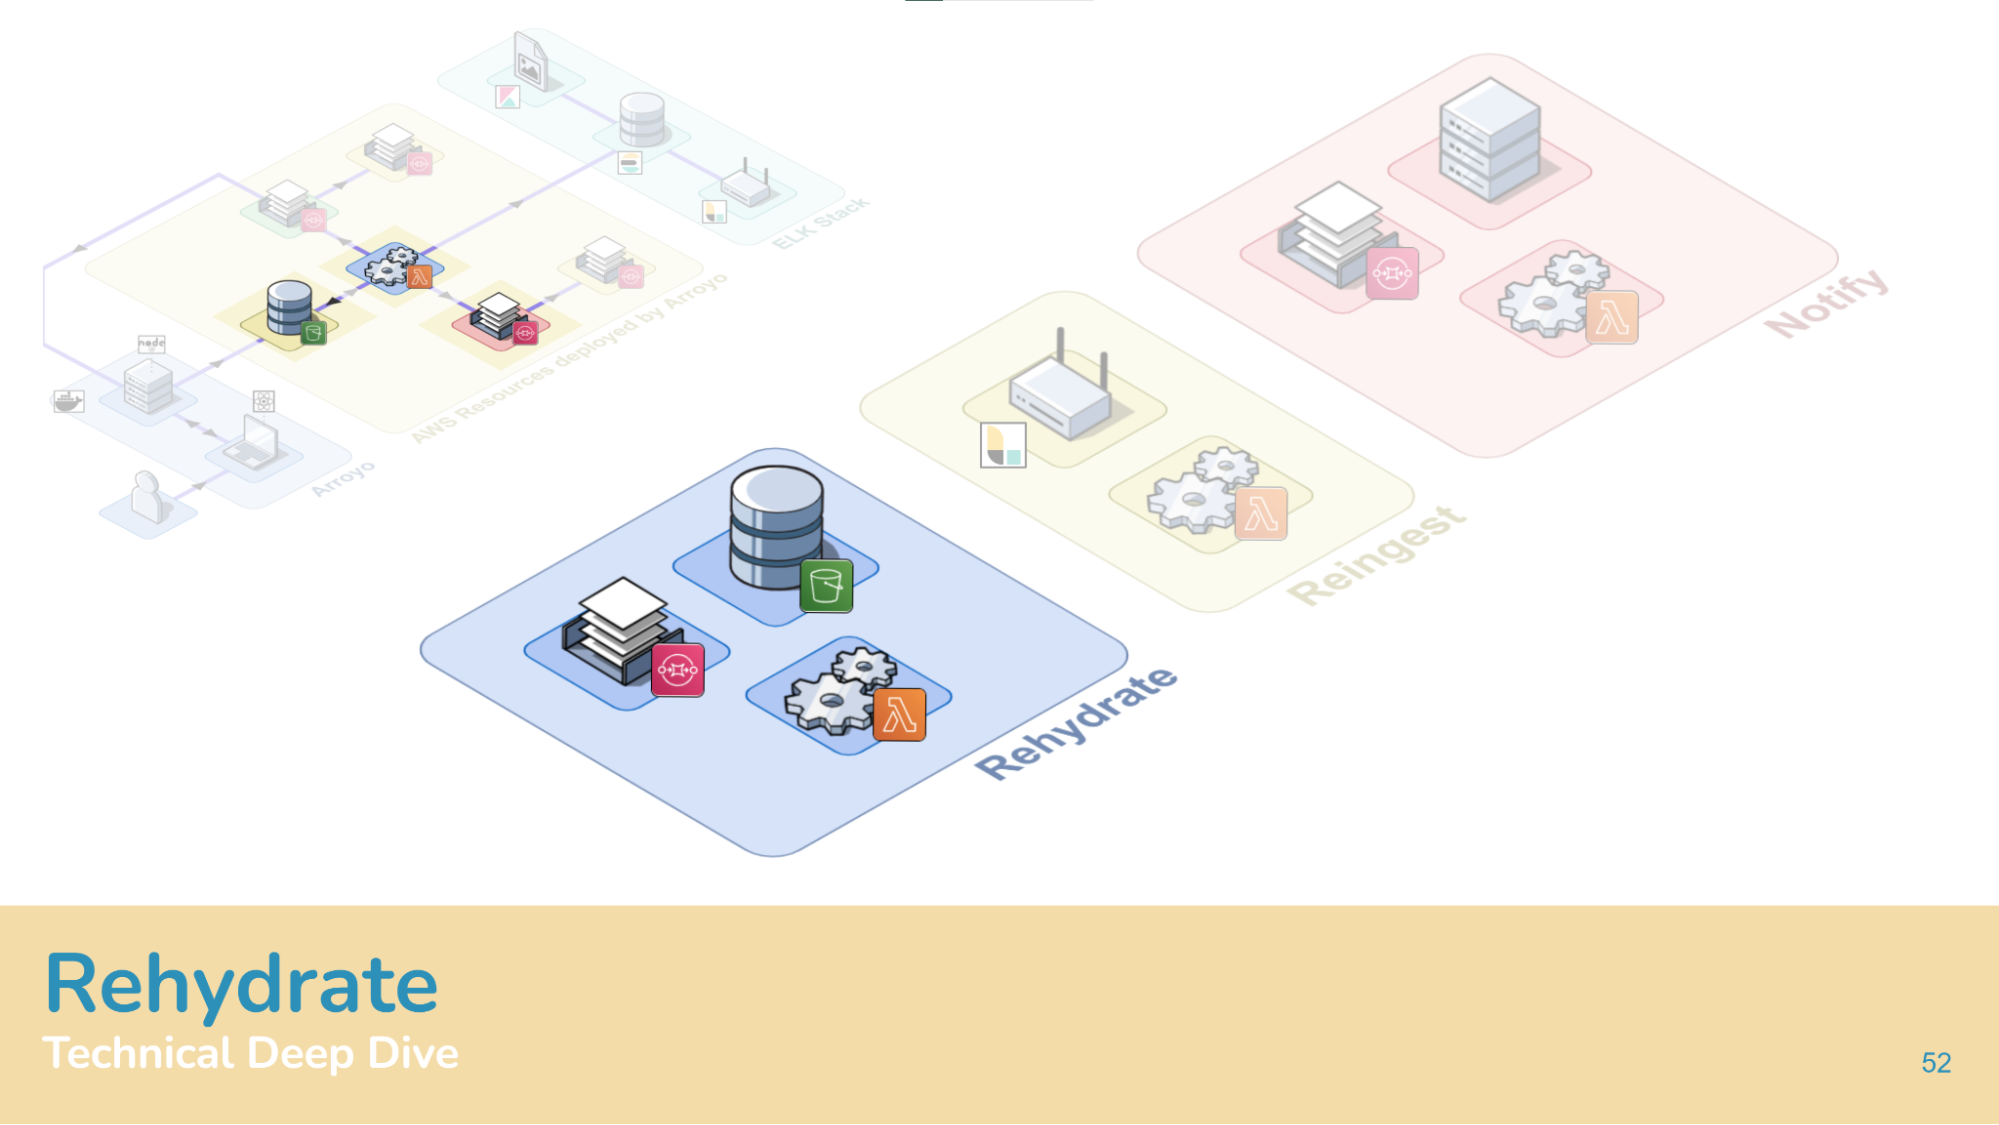 ELK Stack
AWS Resources deployed by Arroyo
node
Arroyo
Notify
Reingest
Rehydrate
Rehydrate
Technical Deep Dive
52